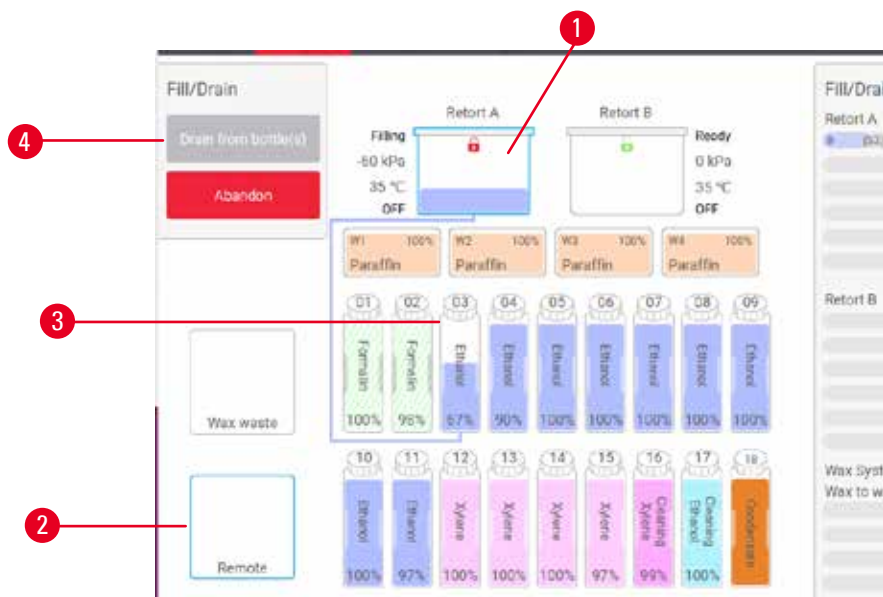 1
Fill/Drain
Drain from bottle(s)
Abandon
4
Retort A
Filling
-60 kPa
35 °C
OFF
Retort B
Ready
0 kPa
35 °C
OFF
W1 100%
Paraffin
W2 100%
Paraffin
W3 100%
Paraffin
W4 100%
Paraffin
3
01 02 03 04 05 06 07 08 09
Formalin Formalin Ethanol Ethanol Ethanol Ethanol Ethanol Ethanol Ethanol
100% 98% 67% 90% 100% 100% 100% 100% 100%
Wax waste
10 11 12 13 14 15 16 17 18
Ethanol Ethanol Xylene Xylene Xylene Xylene Cleaning Xylene Cleaning Ethanol Condensate
100% 97% 100% 100% 100% 97% 99% 100%
2
Remote
Fill/Drai
Retort A
Retort B
Wax Syst
Wax to w